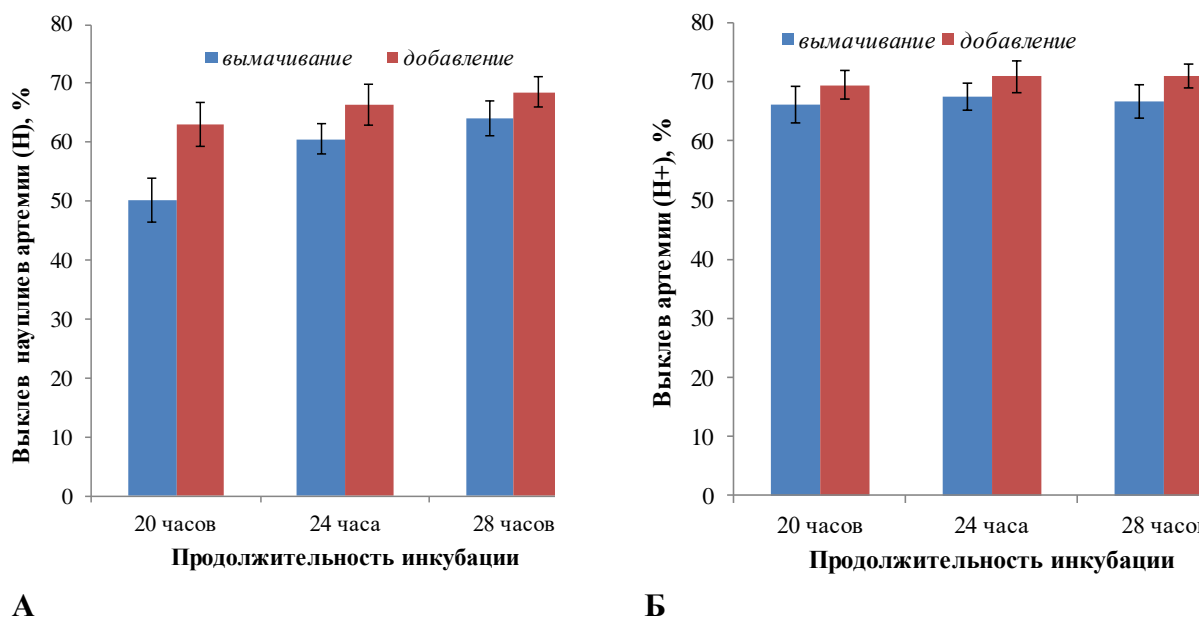 80
70
60
50
40
30
20
10
0
Выклев науплиев артемии (Н), %
вымачивание добавление
20 часов 24 часа 28 часов
Продолжительность инкубации
А
80
70
60
50
40
30
20
10
0
Выклев артемии (Н+), %
вымачивание добавление
20 часов 24 часа 28 часо
Продолжительность инкубации
Б